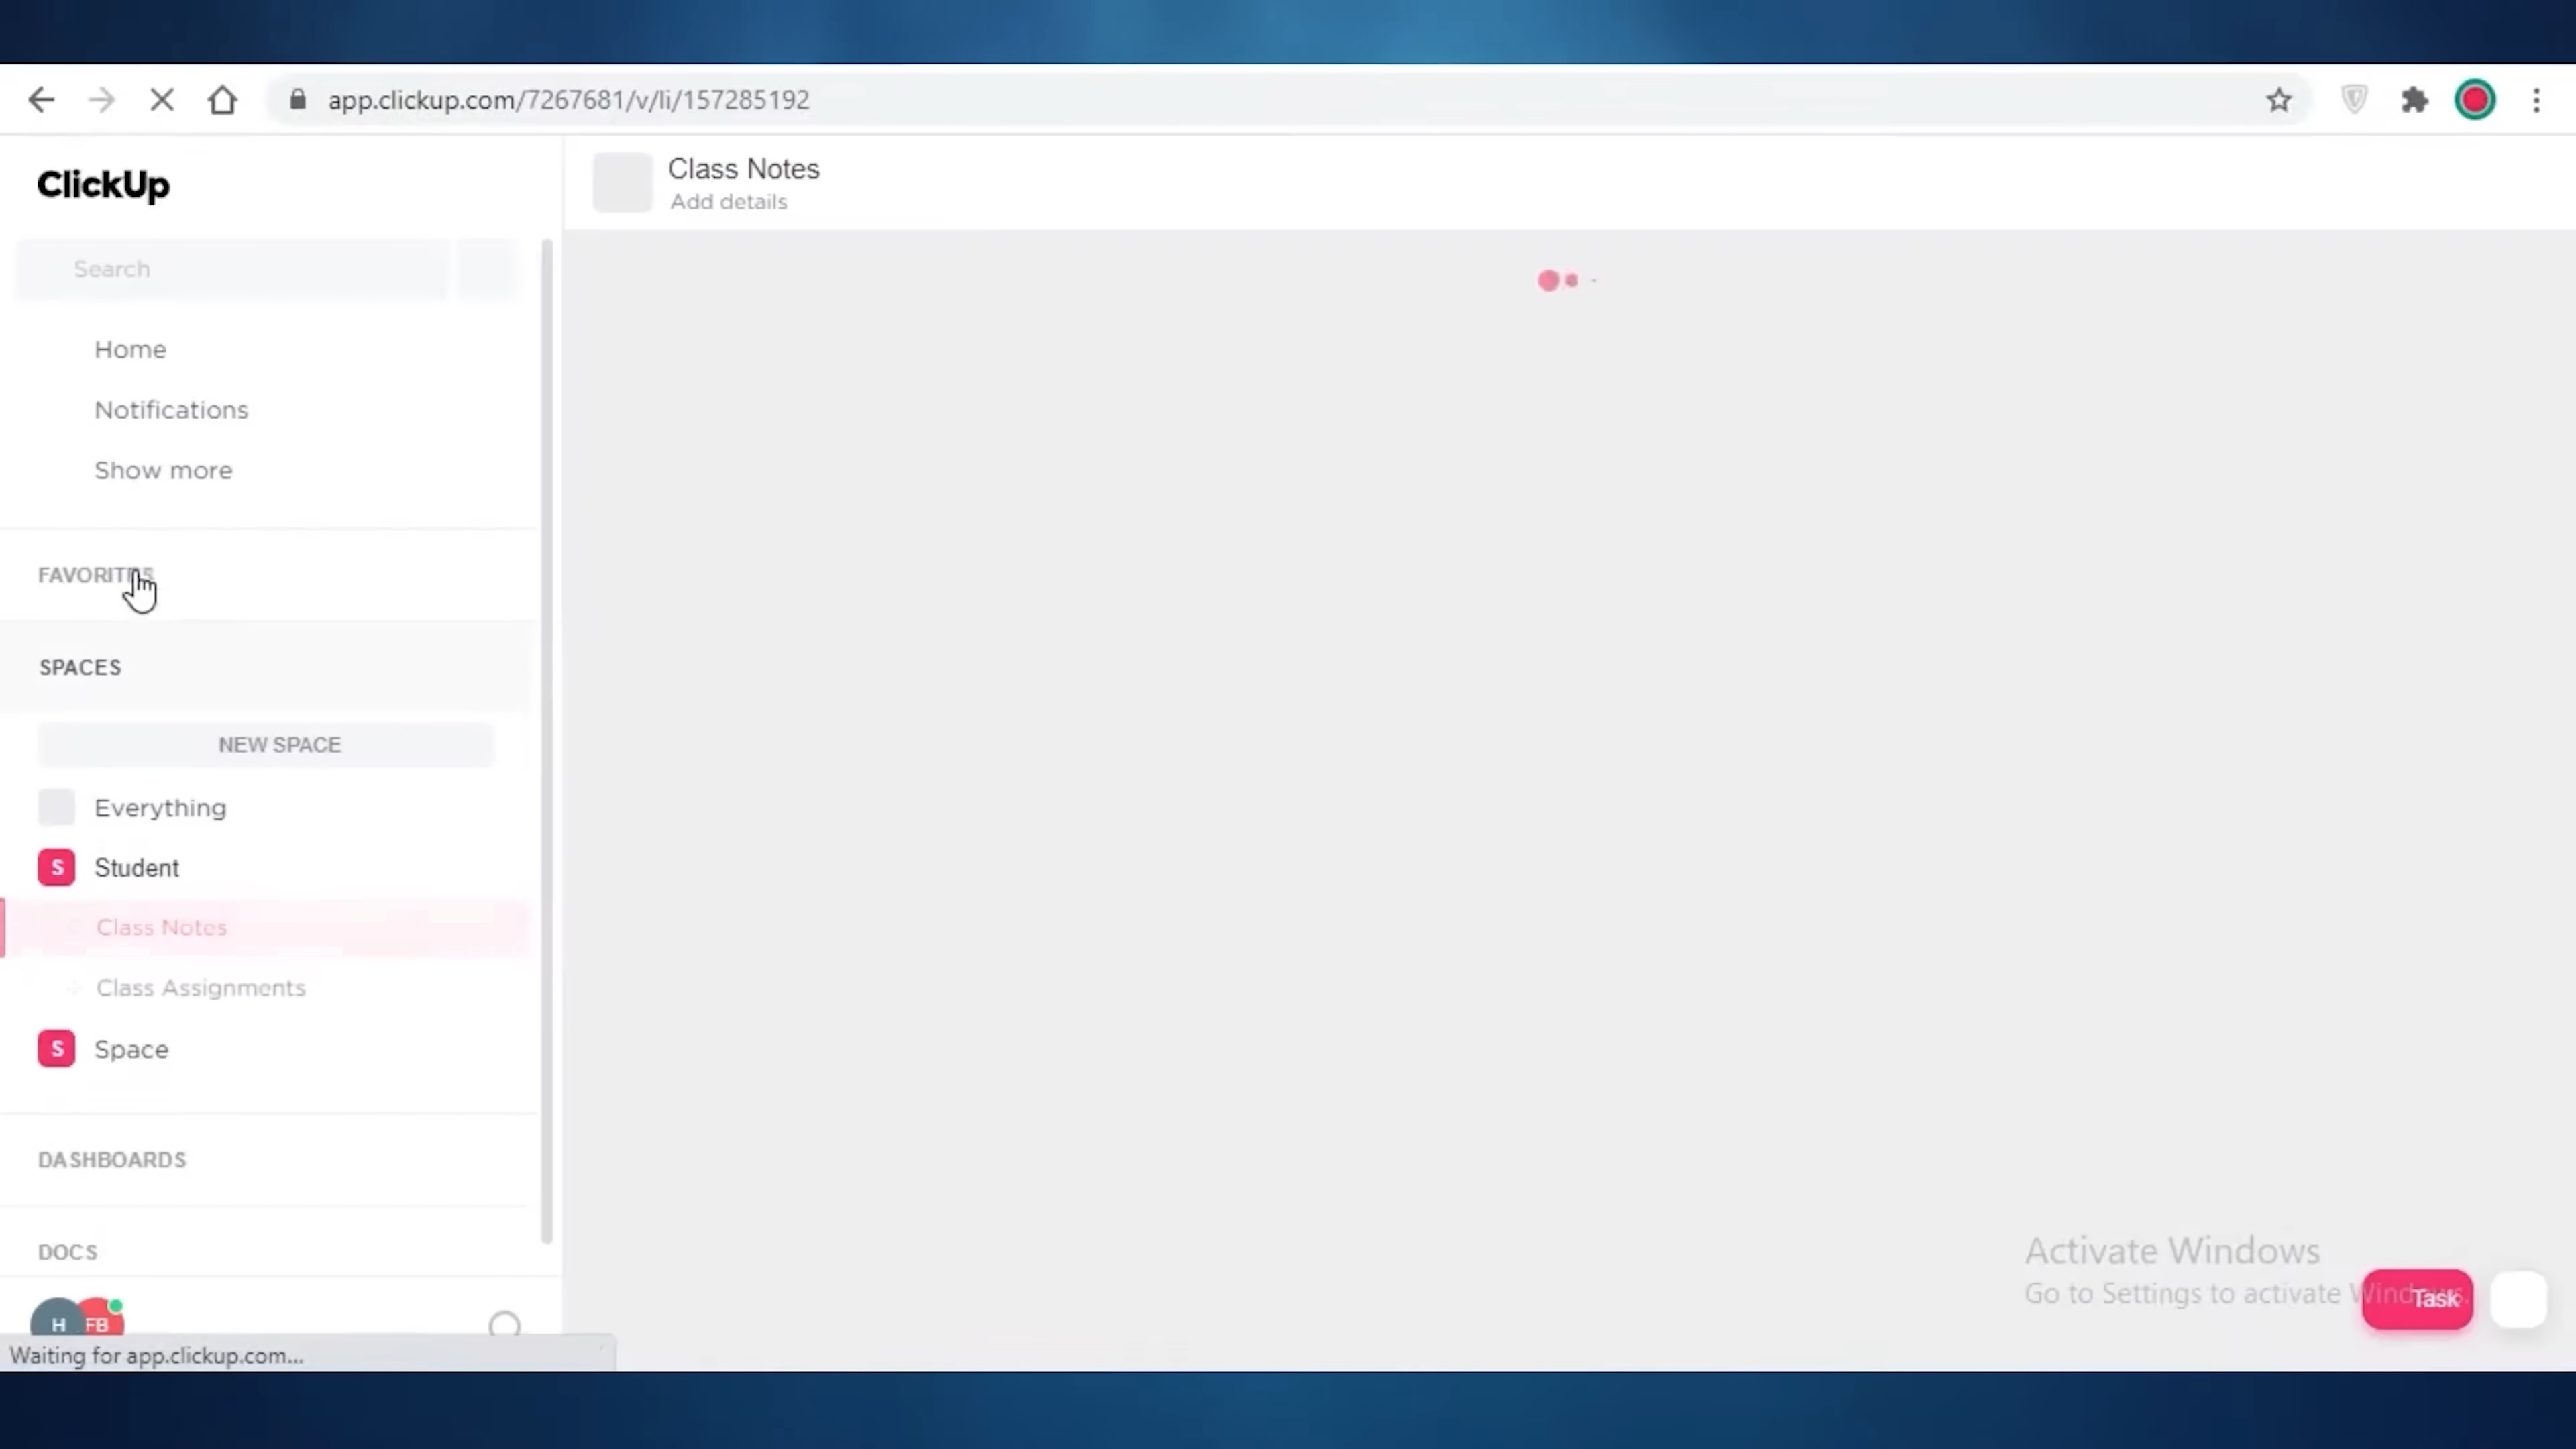 app.clickup.com/7267681/v/li/157285192
ClickUp
Class Notes
Add details
Search
Home
Notifications
Show more
FAVORITES
SPACES
NEW SPACE
Everything
S Student
Class Notes
Class Assignments
S Space
DASHBOARDS
DOCS
H FB
Activate Windows
Go to Settings to activate Windows.
Task
Waiting for app.clickup.com...